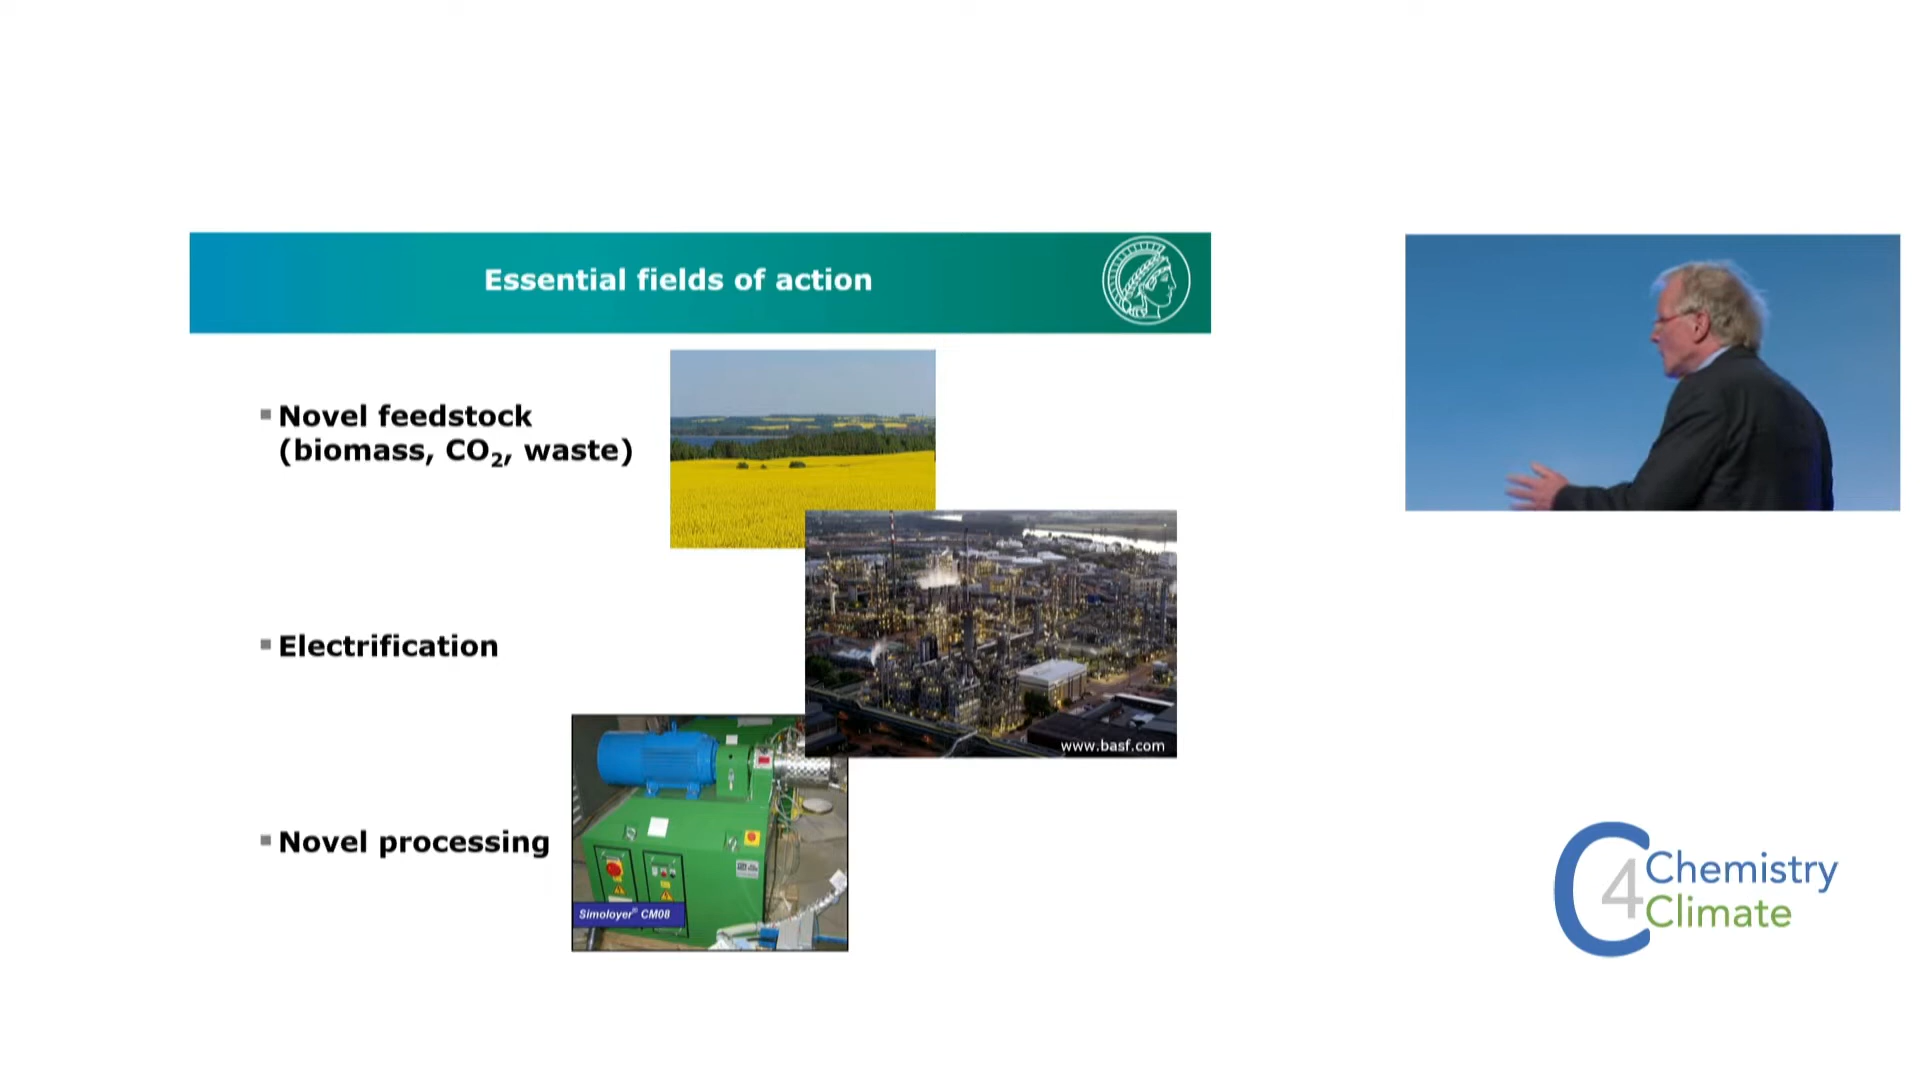 Essential fields of action
Novel feedstock
(biomass, CO₂, waste)
Electrification
www.basf.com
Novel processing
Simoloyer® CM08
C4 Chemistry
Climate